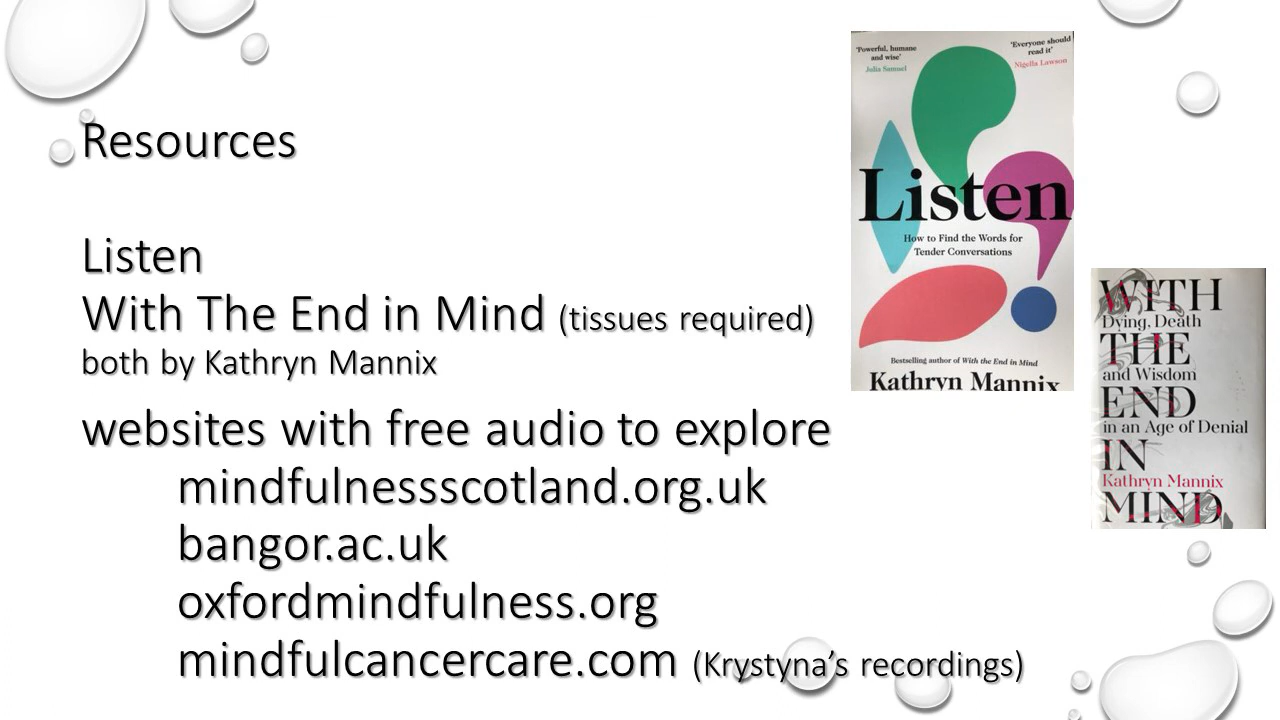 Resources
Listen
With The End in Mind (tissues required)
both by Kathryn Mannix
websites with free audio to explore
mindfulnessscotland.org.uk
bangor.ac.uk
oxfordmindfulness.org
mindfulcancercare.com (Krystyna’s recordings)
‘Powerful, humane
and wise’
Julia Samuel
‘Everyone should
read it’
Nigella Lawson
Listen
How to Find the Words for
Tender Conversations
Bestselling author of With the End in Mind
Kathryn Mannix
WITH
Dying, Death
THE
and Wisdom
END
in an Age of Denial
IN
Kathryn Mannix
MIND